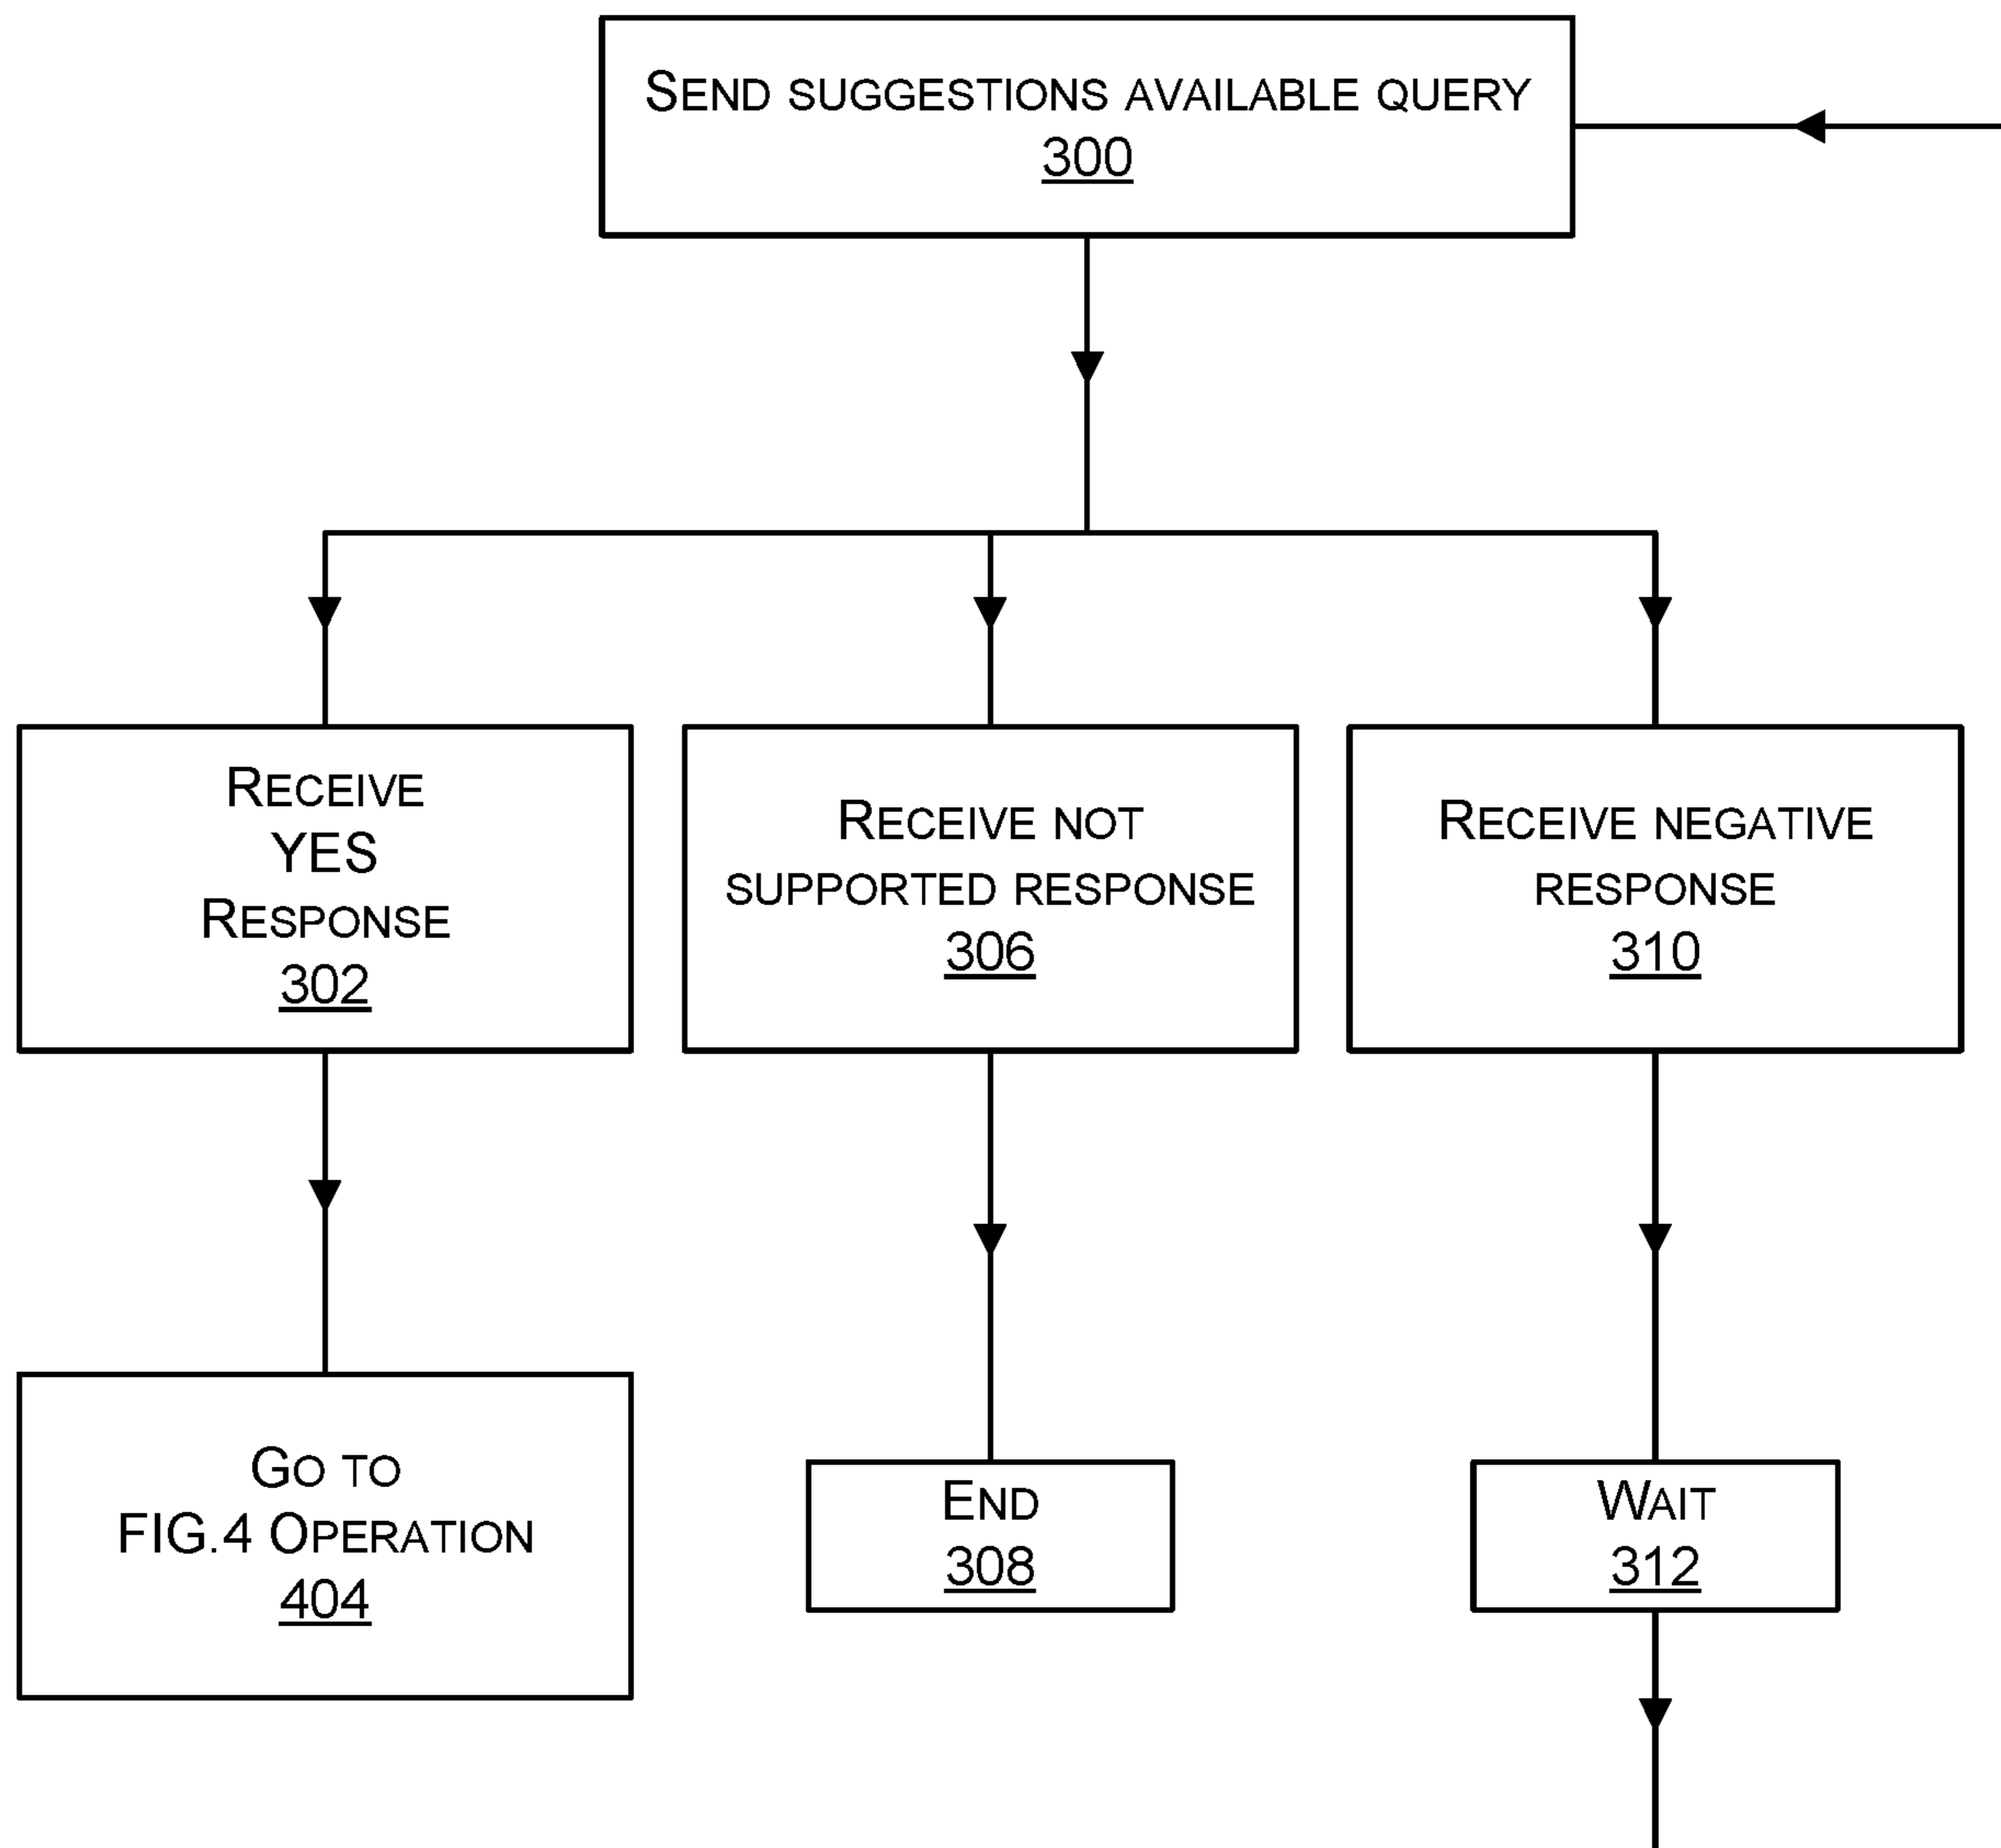 Send suggestions available query
300
Receive
YES
Response
302
Receive not
supported response
306
Receive negative
response
310
Go to
FIG.4 Operation
404
End
308
Wait
312